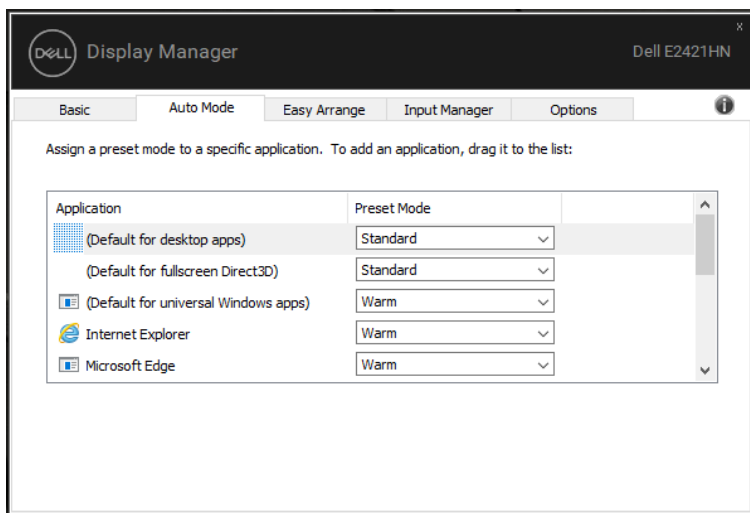 DELL Display Manager Dell E2421HN
x
Basic Auto Mode Easy Arrange Input Manager Options
Assign a preset mode to a specific application. To add an application, drag it to the list:
Application Preset Mode
(Default for desktop apps) Standard
(Default for fullscreen Direct3D) Standard
(Default for universal Windows apps) Warm
Internet Explorer Warm
Microsoft Edge Warm